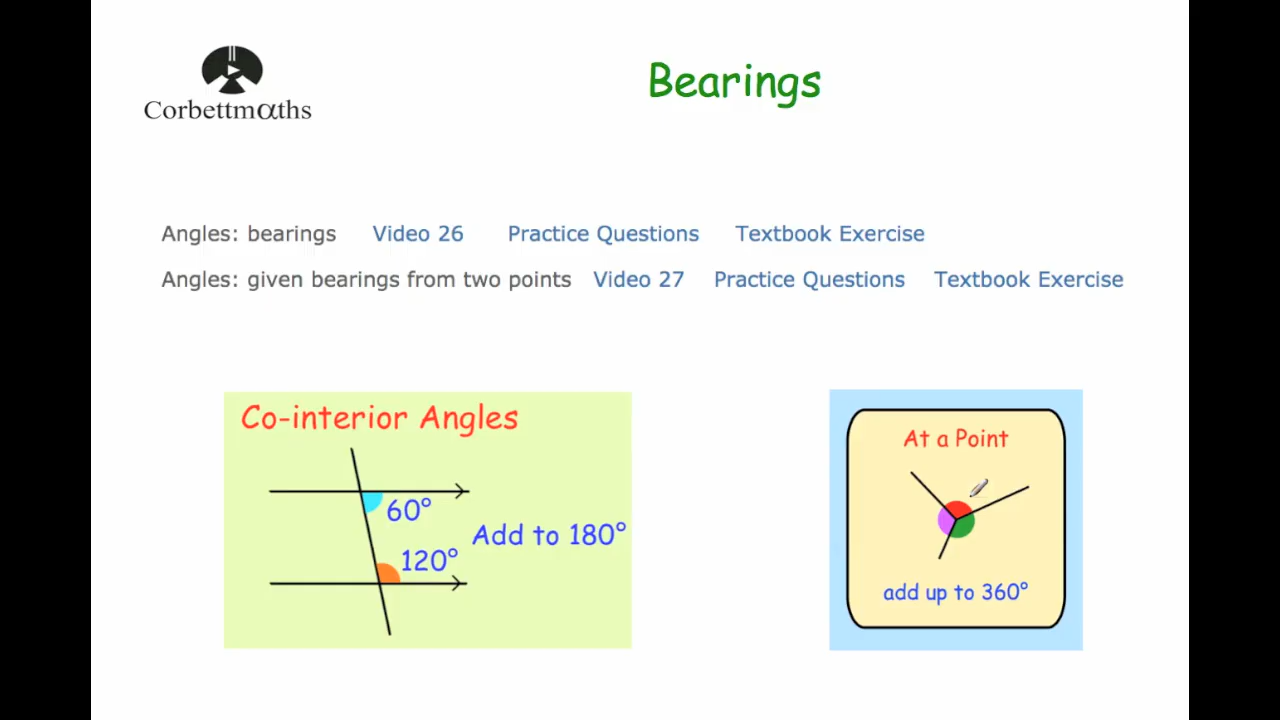 Corbettmαths
Bearings
Angles: bearings Video 26 Practice Questions Textbook Exercise
Angles: given bearings from two points Video 27 Practice Questions Textbook Exercise
Co-interior Angles
60°
120°
Add to 180°
At a Point
add up to 360°